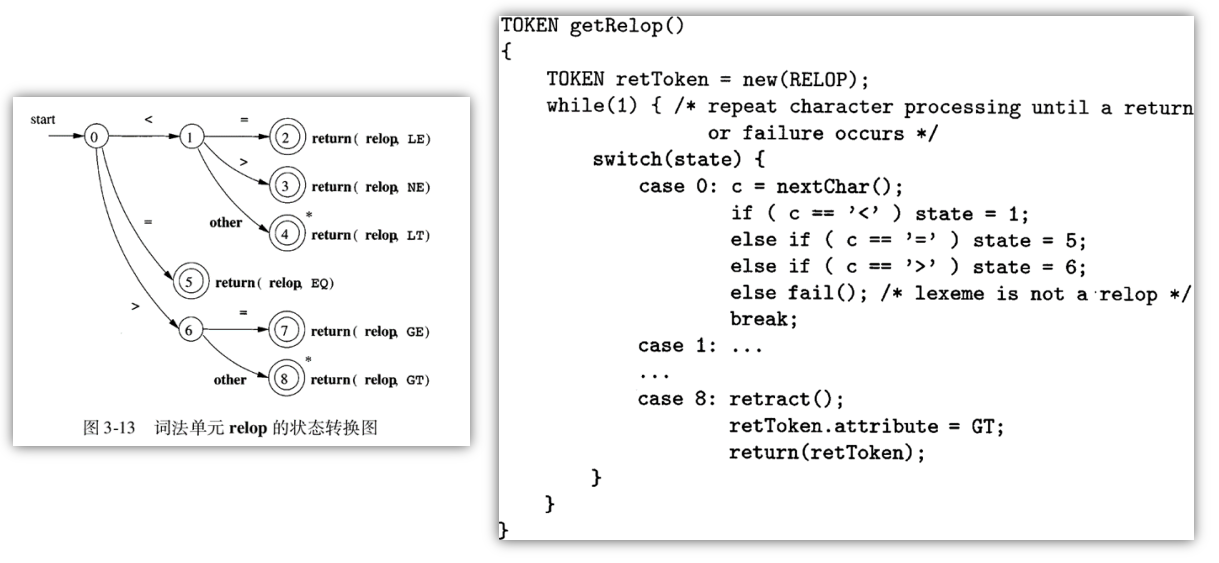 start
<
=
0
1
2
return( relop, LE)
>
3
return( relop, NE)
other
*
4
return( relop, LT)
=
5
return( relop, EQ)
>
=
6
7
return( relop, GE)
other
*
8
return( relop, GT)
图 3-13 词法单元 relop 的状态转换图
TOKEN getRelop()
{
TOKEN retToken = new(RELOP);
while(1) { /* repeat character processing until a return
or failure occurs */
switch(state) {
case 0: c = nextChar();
if ( c == '<' ) state = 1;
else if ( c == '=' ) state = 5;
else if ( c == '>' ) state = 6;
else fail(); /* lexeme is not a relop */
break;
case 1: ...
...
case 8: retract();
retToken.attribute = GT;
return(retToken);
}
}
}